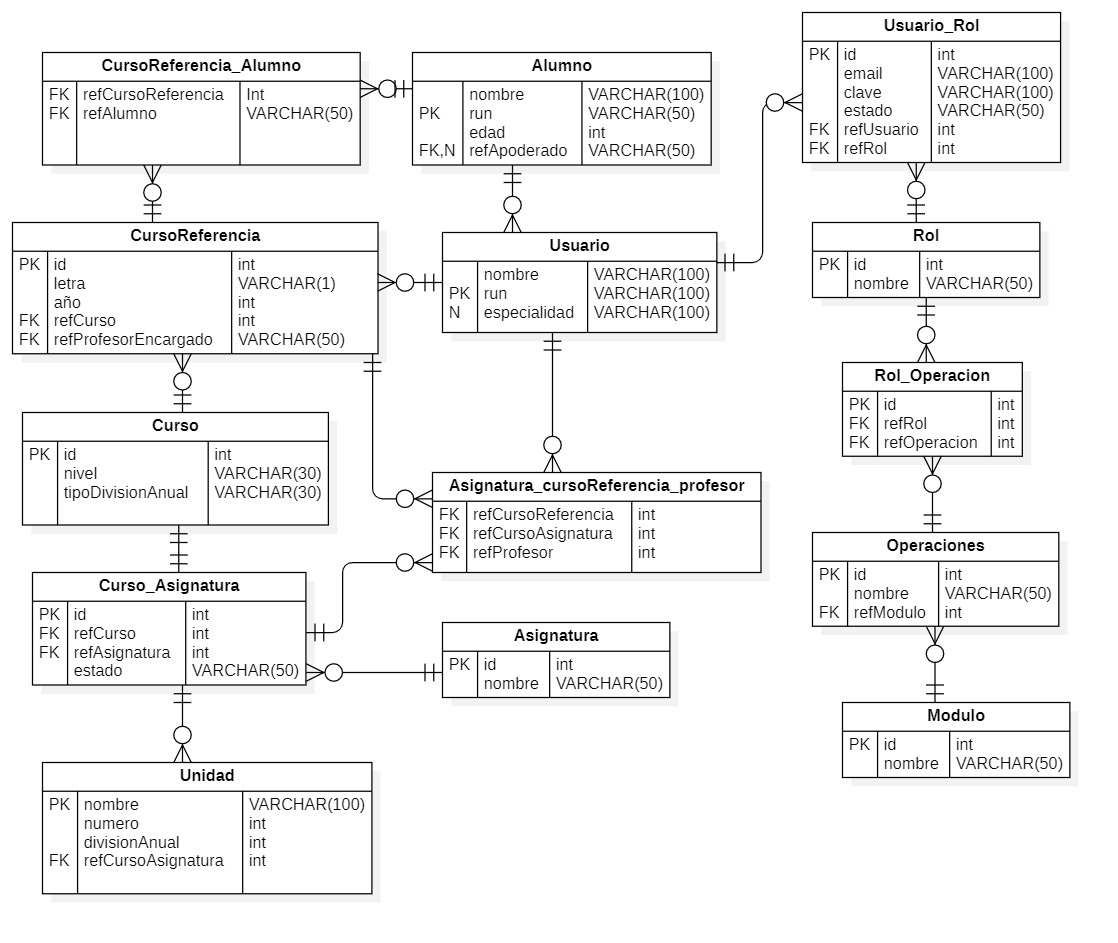 CursoReferencia_Alumno
FK refCursoReferencia Int
FK refAlumno VARCHAR(50)
Alumno
nombre VARCHAR(100)
PK run VARCHAR(50)
edad int
FK,N refApoderado VARCHAR(50)
Usuario_Rol
PK id int
email VARCHAR(100)
clave VARCHAR(100)
estado VARCHAR(50)
FK refUsuario int
FK refRol int
CursoReferencia
PK id int
letra VARCHAR(1)
año int
FK refCurso int
FK refProfesorEncargado VARCHAR(50)
Usuario
nombre VARCHAR(100)
PK run VARCHAR(100)
N especialidad VARCHAR(100)
Rol
PK id int
nombre VARCHAR(50)
Rol_Operacion
PK id int
FK refRol int
FK refOperacion int
Curso
PK id int
nivel VARCHAR(30)
tipoDivisionAnual VARCHAR(30)
Asignatura_cursoReferencia_profesor
FK refCursoReferencia int
FK refCursoAsignatura int
FK refProfesor int
Operaciones
PK id int
nombre VARCHAR(50)
FK refModulo int
Curso_Asignatura
PK id int
FK refCurso int
FK refAsignatura int
estado VARCHAR(50)
Asignatura
PK id int
nombre VARCHAR(50)
Modulo
PK id int
nombre VARCHAR(50)
Unidad
PK nombre VARCHAR(100)
numero int
divisionAnual int
FK refCursoAsignatura int